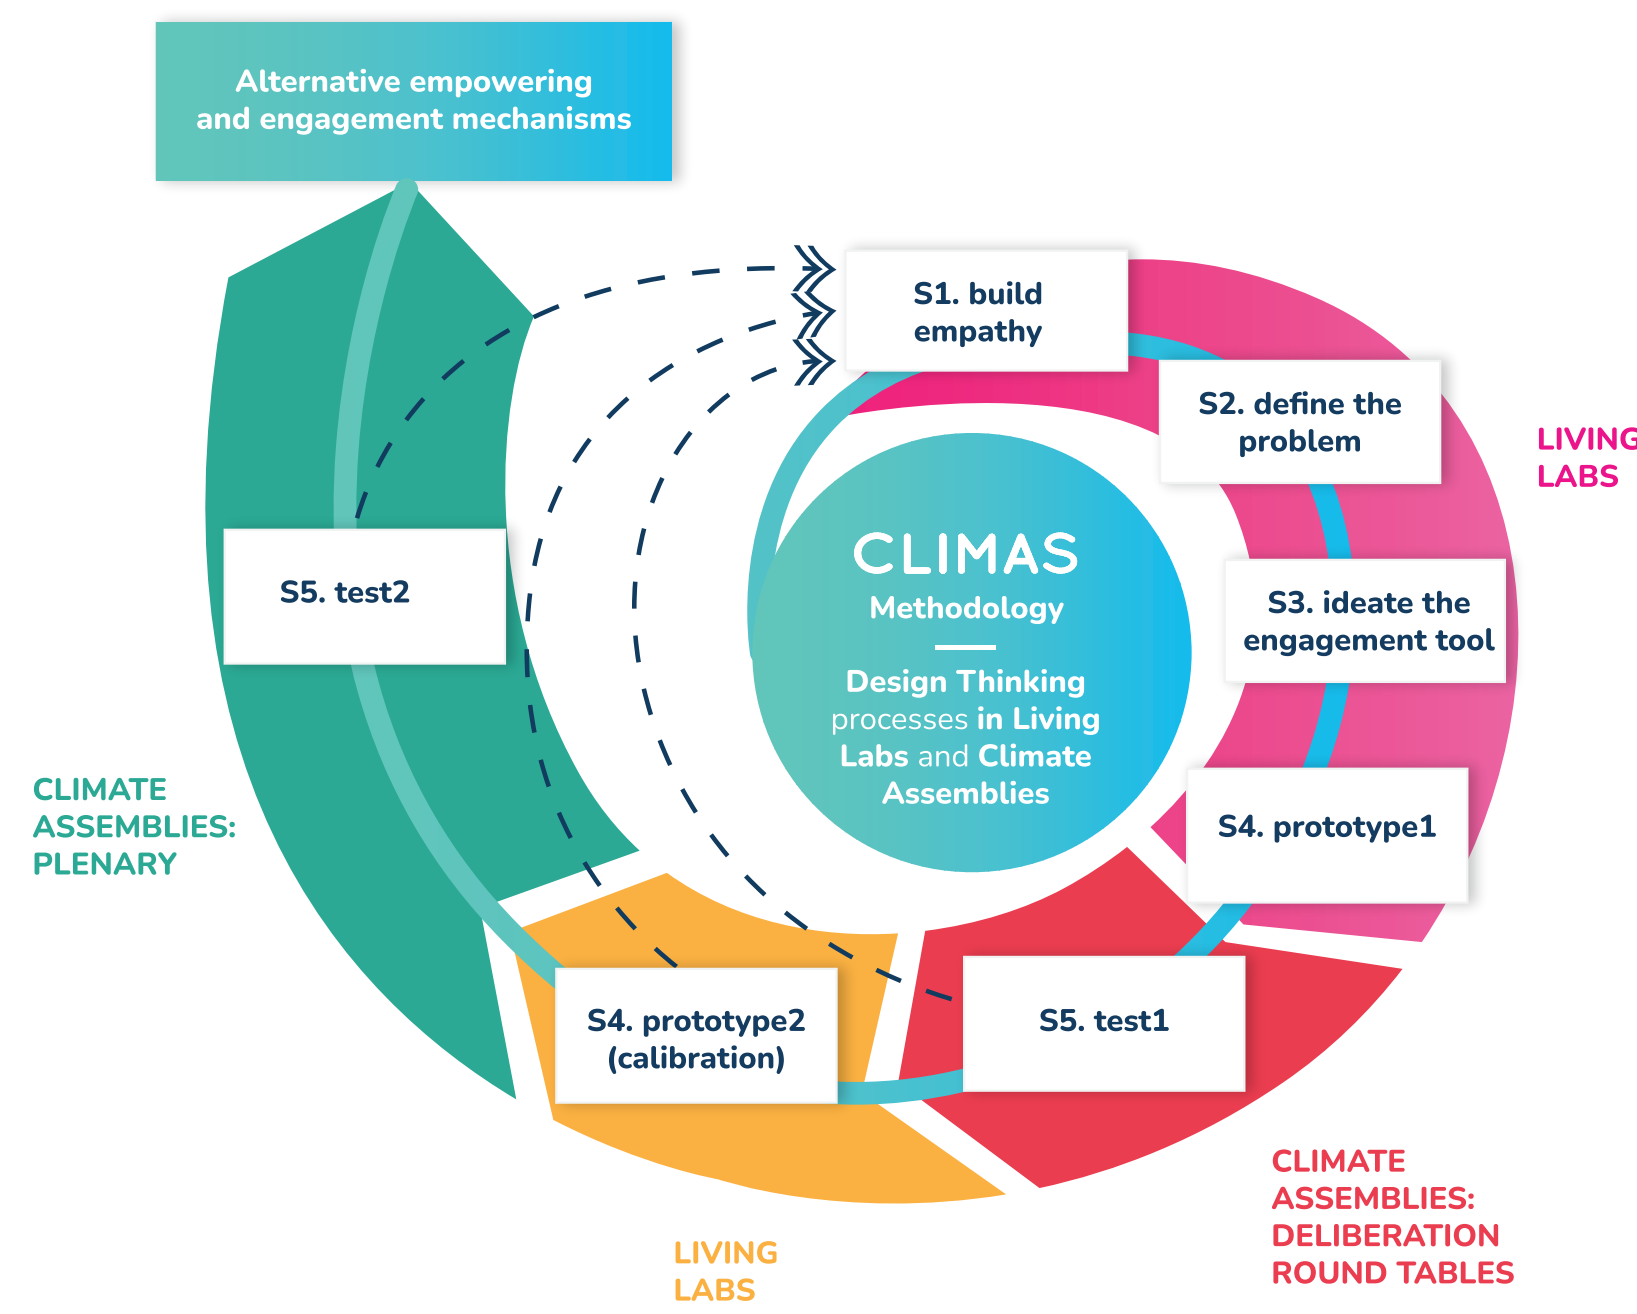 Alternative empowering
and engagement mechanisms
S1. build
empathy
S2. define the
problem
LIVING
LABS
CLIMAS
Methodology
Design Thinking
processes in Living
Labs and Climate
Assemblies
S3. ideate the
engagement tool
S5. test2
S4. prototype1
CLIMATE
ASSEMBLIES:
PLENARY
S4. prototype2
(calibration)
S5. test1
CLIMATE
ASSEMBLIES:
DELIBERATION
ROUND TABLES
LIVING
LABS